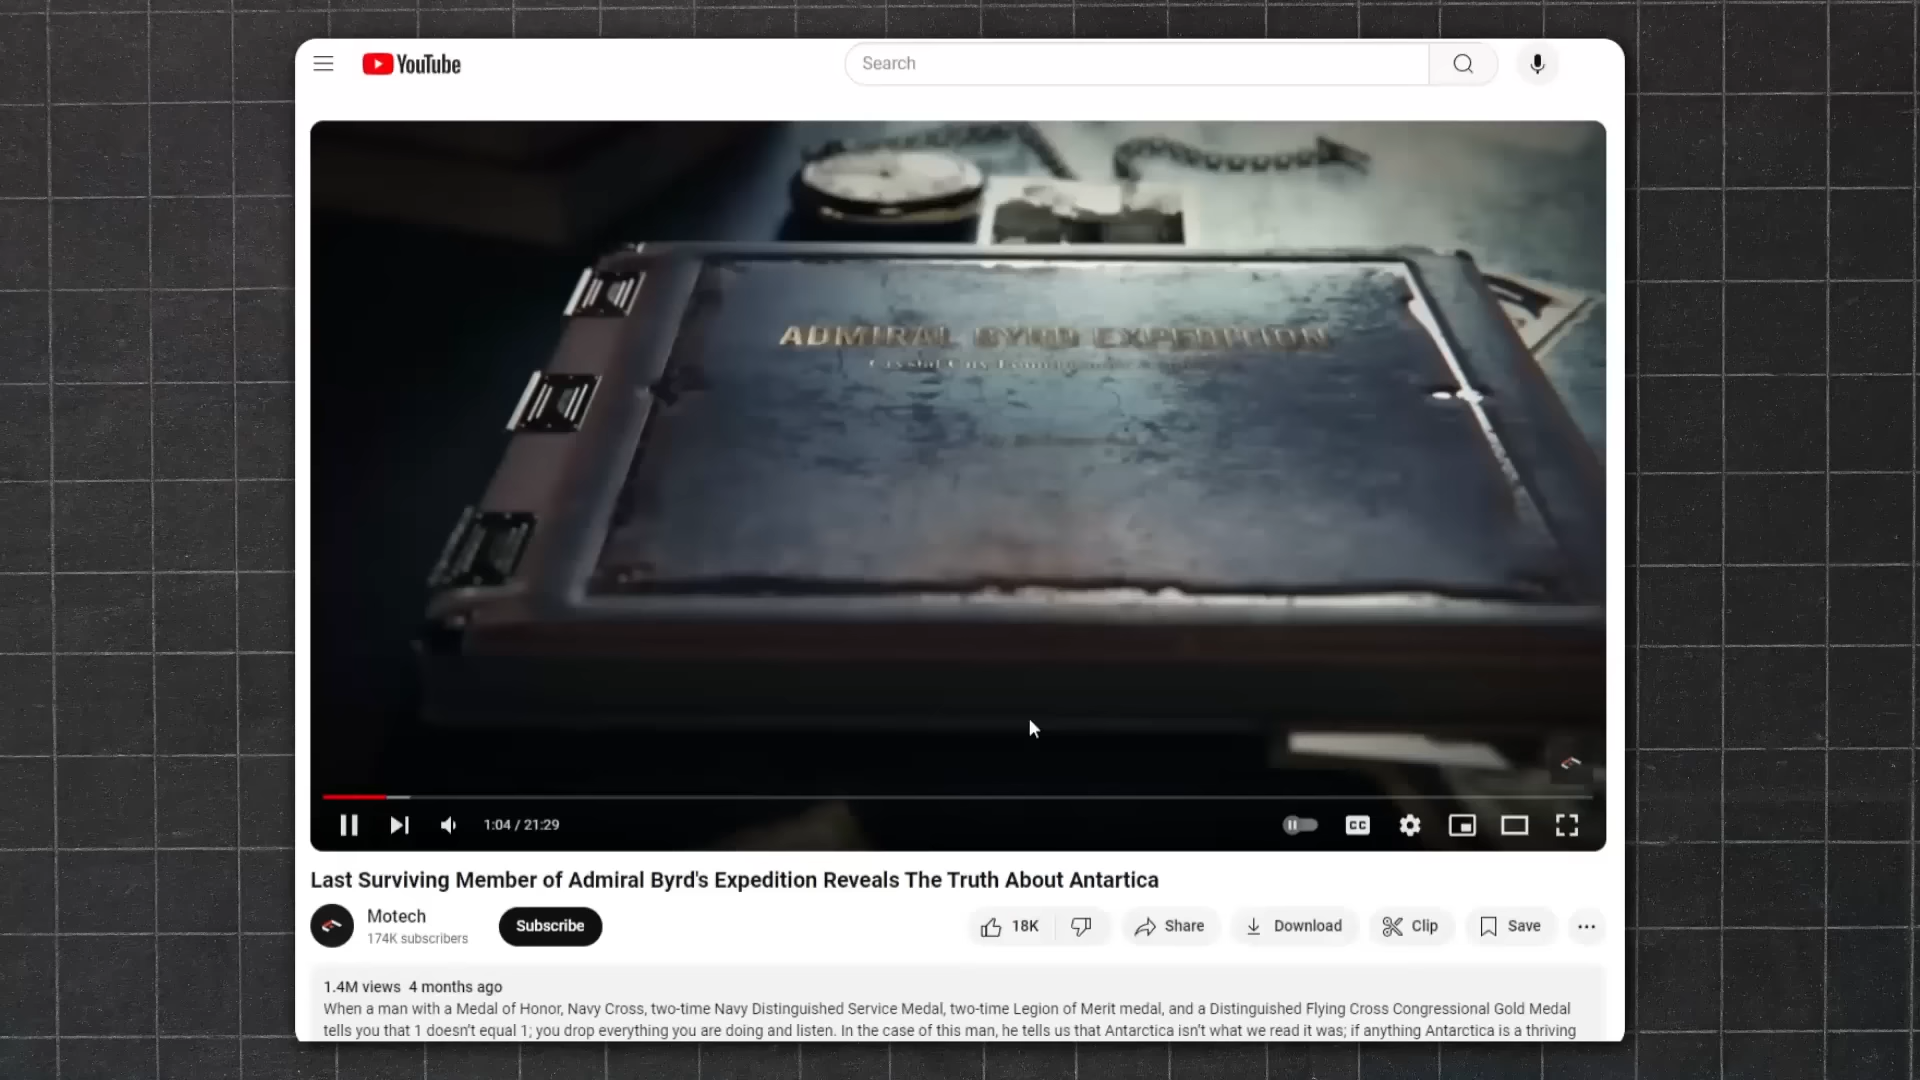 YouTube
Search
ADMIRAL BYRD EXPEDITION
Crystal City
1:04 / 21:29
CC
Last Surviving Member of Admiral Byrd's Expedition Reveals The Truth About Antartica
Motech
174K subscribers
Subscribe
18K
Share
Download
Clip
Save
1.4M views 4 months ago
When a man with a Medal of Honor, Navy Cross, two-time Navy Distinguished Service Medal, two-time Legion of Merit medal, and a Distinguished Flying Cross Congressional Gold Medal
tells you that 1 doesn't equal 1; you drop everything you are doing and listen. In the case of this man, he tells us that Antarctica isn't what we read it was; if anything Antarctica is a thriving